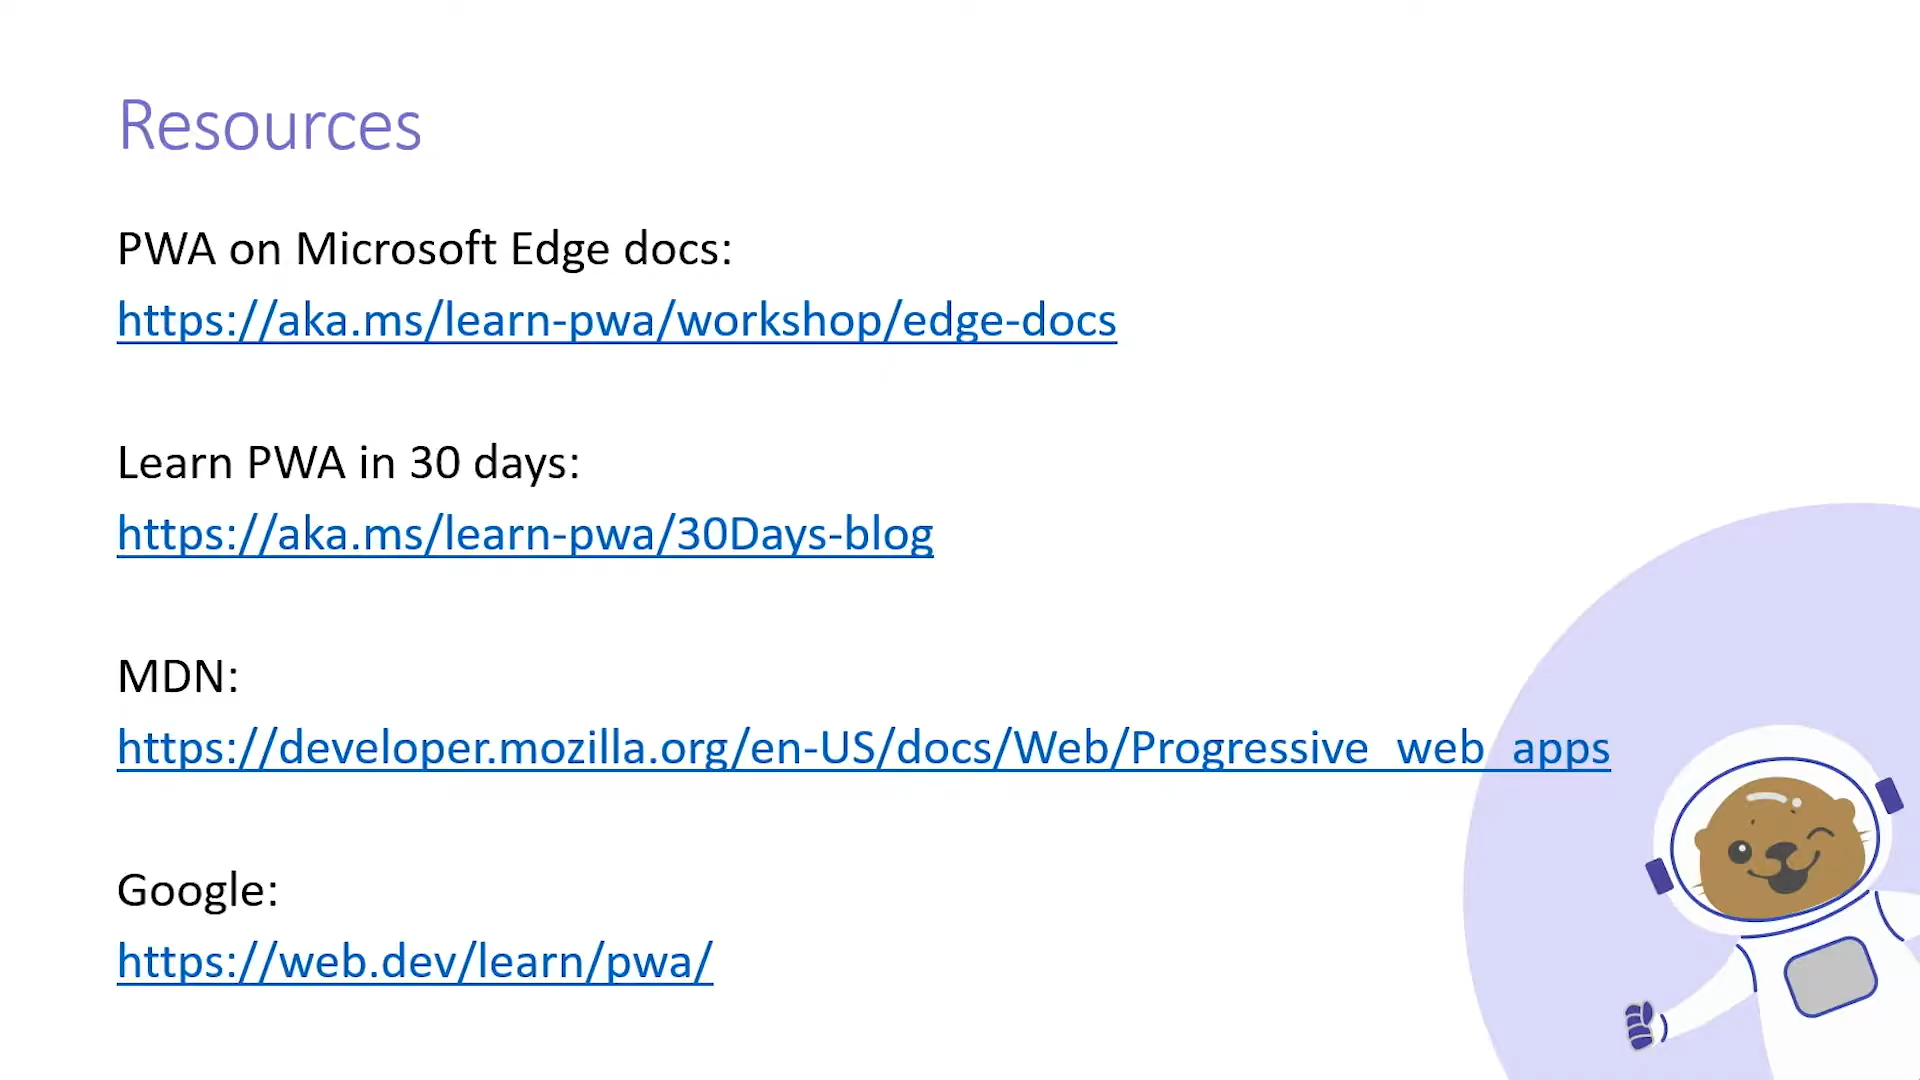 Resources
PWA on Microsoft Edge docs:
https://aka.ms/learn-pwa/workshop/edge-docs
Learn PWA in 30 days:
https://aka.ms/learn-pwa/30Days-blog
MDN:
https://developer.mozilla.org/en-US/docs/Web/Progressive_web_apps
Google:
https://web.dev/learn/pwa/